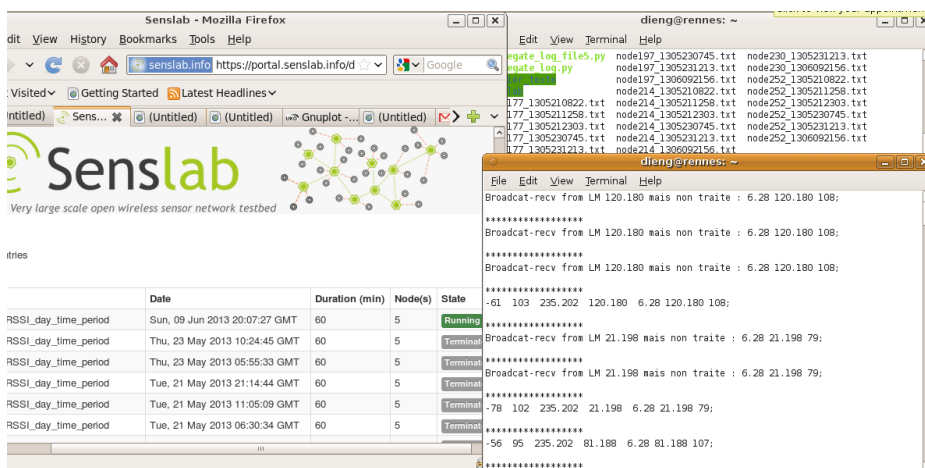 Senslab - Mozilla Firefox
dit View History Bookmarks Tools Help
senslab.info https://portal.senslab.info/d
Google
Visited Getting Started Latest Headlines
ntitled) Sens... (Untitled) (Untitled) Gnuplot -... (Untitled)
Senslab
Very large scale open wireless sensor network testbed
ntries
Date Duration (min) Node(s) State
RSSI_day_time_period Sun, 09 Jun 2013 20:07:27 GMT 60 5 Running
RSSI_day_time_period Thu, 23 May 2013 10:24:45 GMT 60 5 Terminat
RSSI_day_time_period Thu, 23 May 2013 05:55:33 GMT 60 5 Terminat
RSSI_day_time_period Tue, 21 May 2013 21:14:44 GMT 60 5 Terminat
RSSI_day_time_period Tue, 21 May 2013 11:05:09 GMT 60 5 Terminat
RSSI_day_time_period Tue, 21 May 2013 06:30:34 GMT 60 5 Terminat
dieng@rennes: ~
Edit View Terminal Help
egate_log_file5.py node197_1305230745.txt node230_1305231213.txt
egate_log.py node197_1305231213.txt node230_1306092156.txt
node197_1306092156.txt node252_1305210822.txt
node214_1305210822.txt node252_1305211258.txt
177_1305210822.txt node214_1305211258.txt node252_1305212303.txt
177_1305211258.txt node214_1305212303.txt node252_1305230745.txt
177_1305212303.txt node214_1305230745.txt node252_1305231213.txt
177_1305230745.txt node214_1305231213.txt node252_1306092156.txt
177_1305231213.txt node214_1306092156.txt
dieng@rennes: ~
File Edit View Terminal Help
Broadcat-recv from LM 120.180 mais non traite : 6.28 120.180 108;
******************
Broadcat-recv from LM 120.180 mais non traite : 6.28 120.180 108;
******************
Broadcat-recv from LM 120.180 mais non traite : 6.28 120.180 108;
******************
-61 103 235.202 120.180 6.28 120.180 108;
******************
Broadcat-recv from LM 21.198 mais non traite : 6.28 21.198 79;
******************
Broadcat-recv from LM 21.198 mais non traite : 6.28 21.198 79;
******************
-78 102 235.202 21.198 6.28 21.198 79;
******************
-56 95 235.202 81.188 6.28 81.188 107;
******************